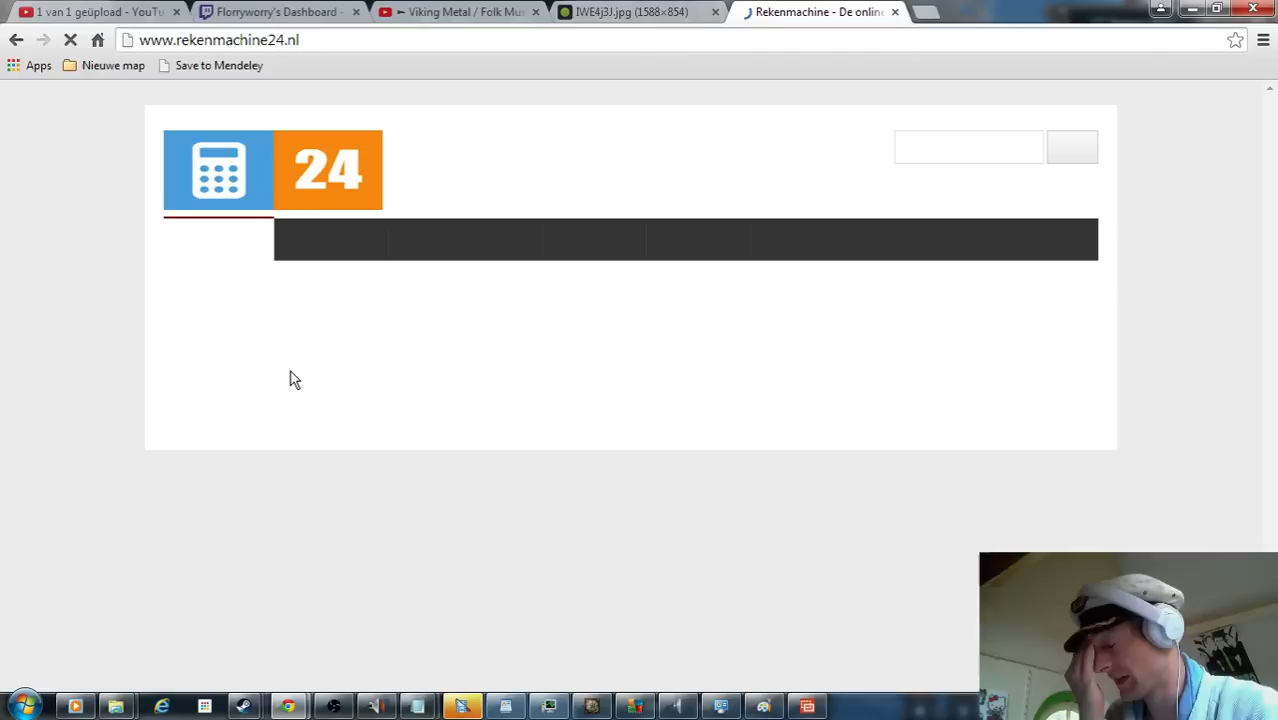 1 van 1 geüpload - YouTu
Florryworry's Dashboard -
Viking Metal / Folk Mus
IWE4j3J.jpg (1588×854)
Rekenmachine - De online
www.rekenmachine24.nl
Apps
Nieuwe map
Save to Mendeley
24